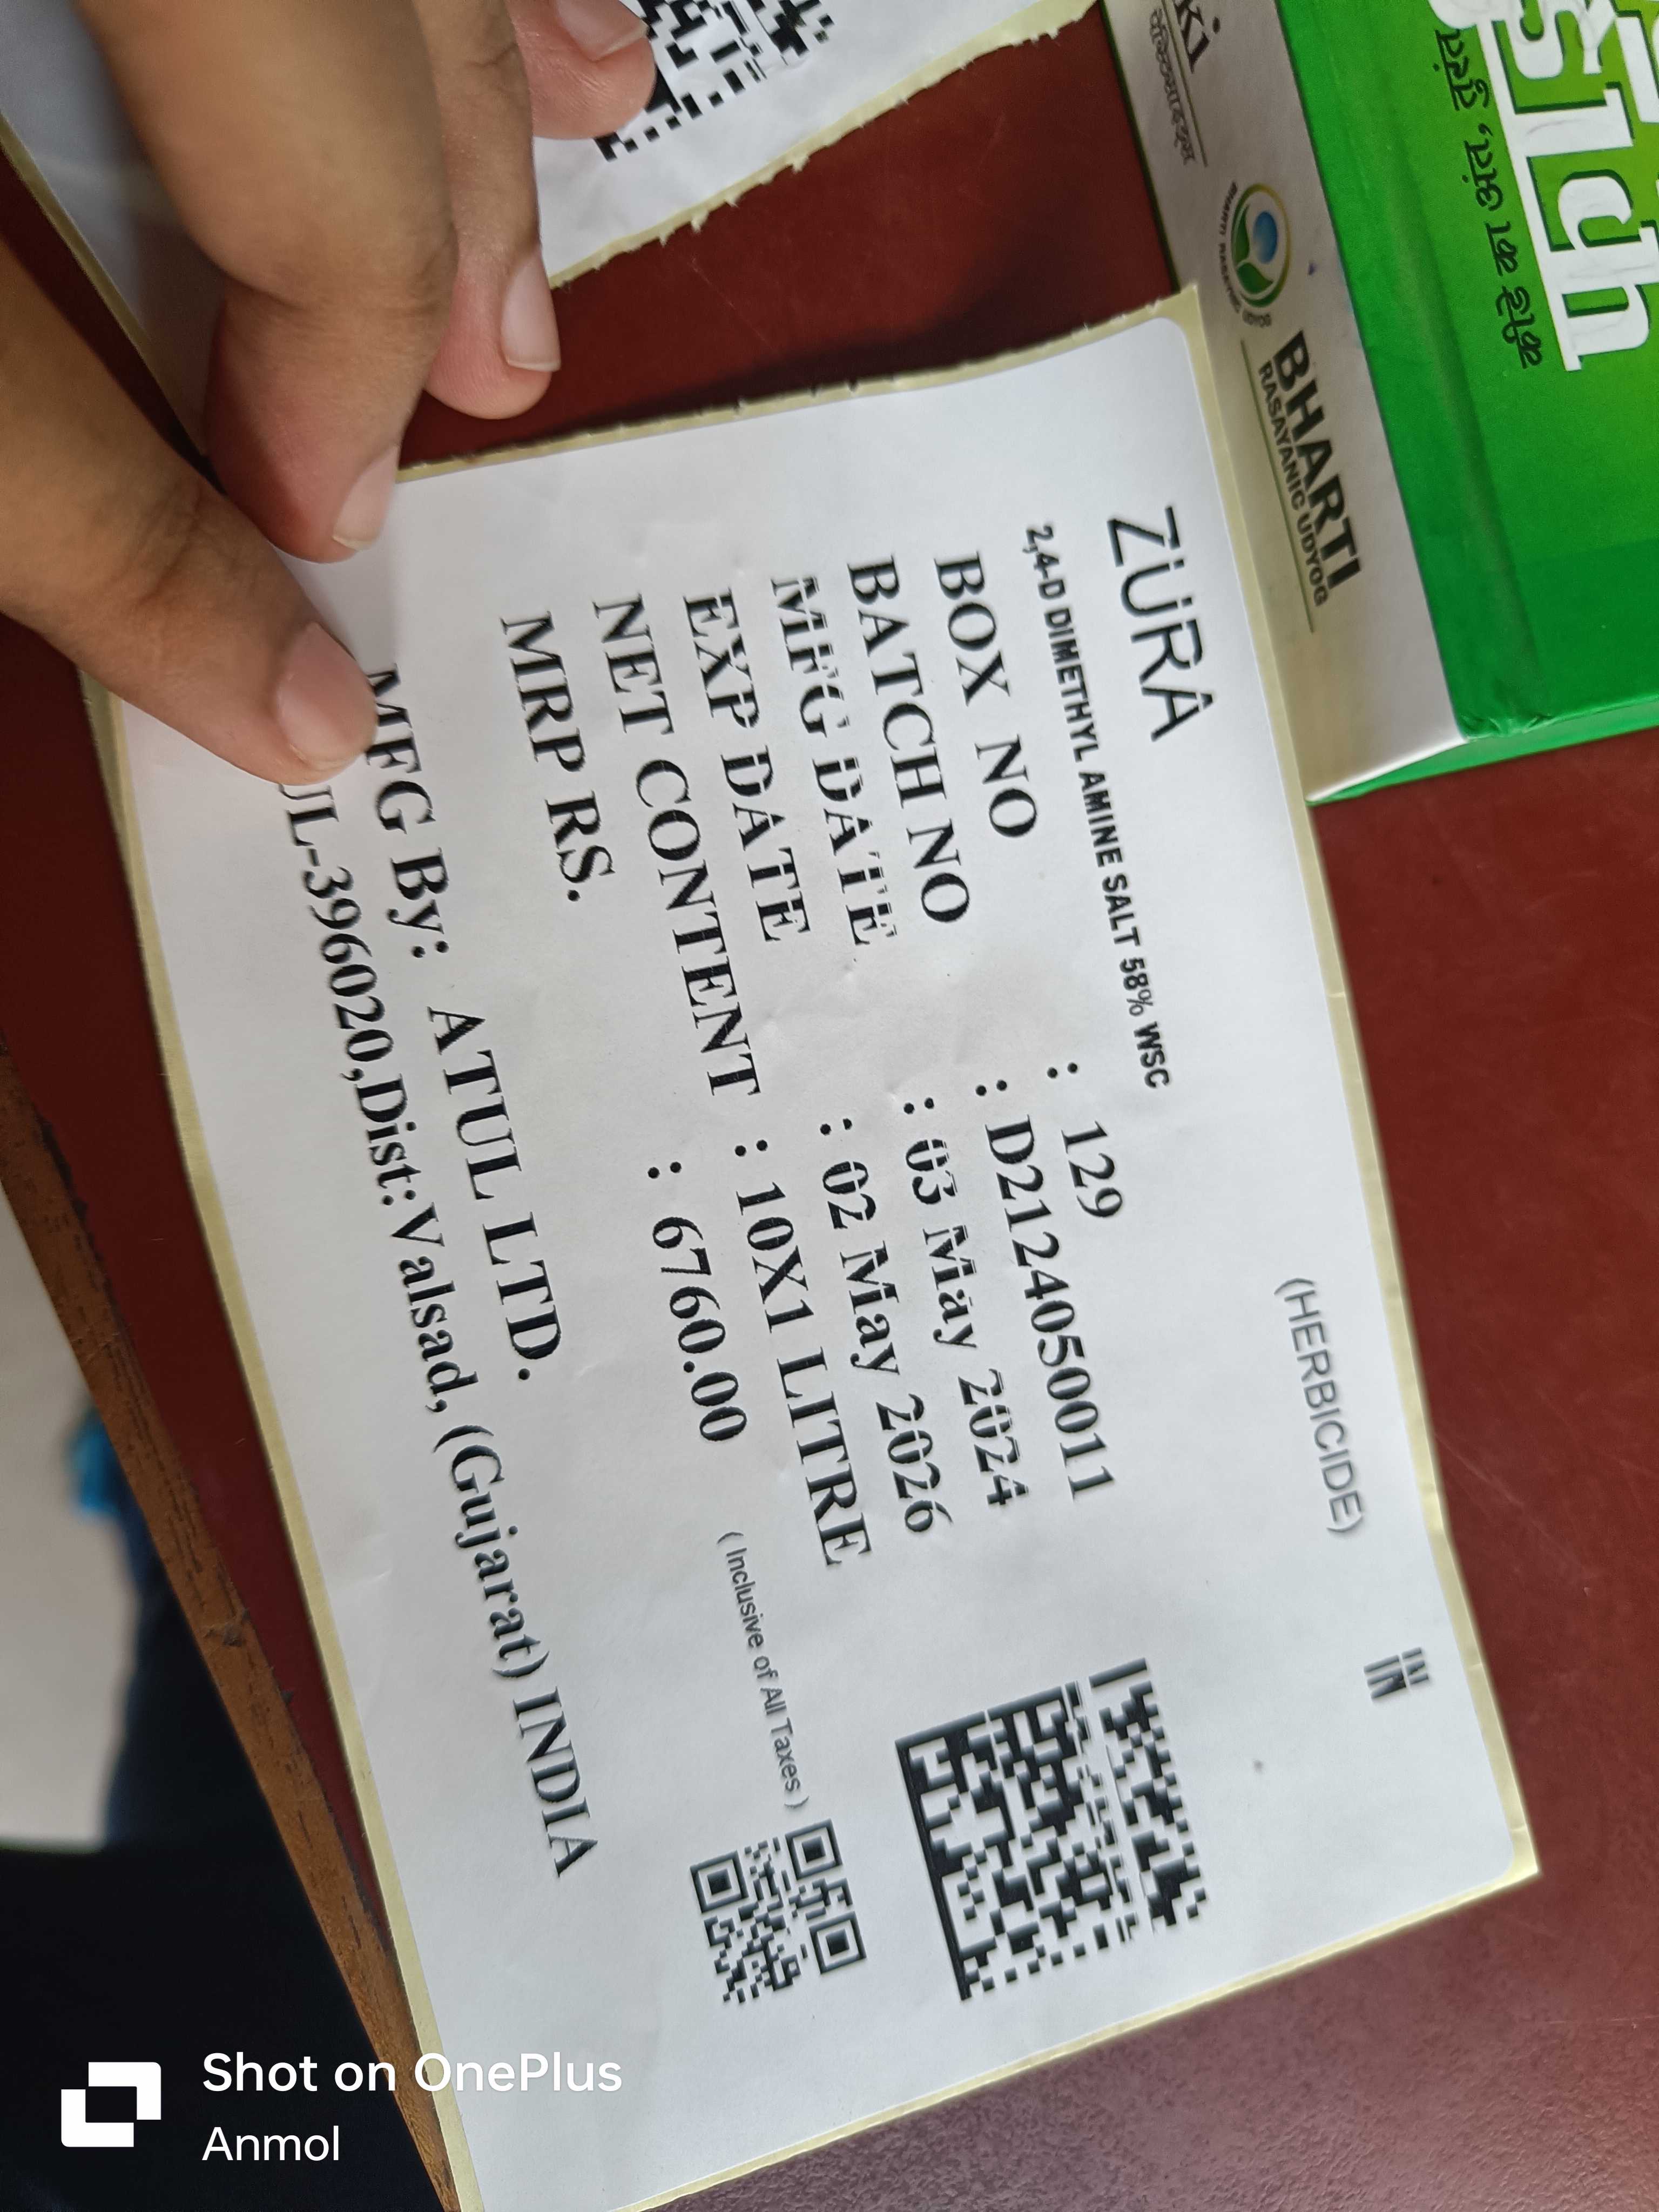 ZURA
(HERBICIDE)
2,4-D DIMETHYL AMINE SALT 58% WSC
BOX NO : 129
BATCH NO : D2124050011
MFG DATE : 03 May 2024
EXP DATE : 02 May 2026
NET CONTENT : 10X1 LITRE
MRP RS. : 6760.00 ( Inclusive of All Taxes )
MFG By: ATUL LTD.
UL-396020,Dist:Valsad, (Gujarat) INDIA
BHARTI
RASAYANIC UDYOG
Shot on OnePlus
Anmol